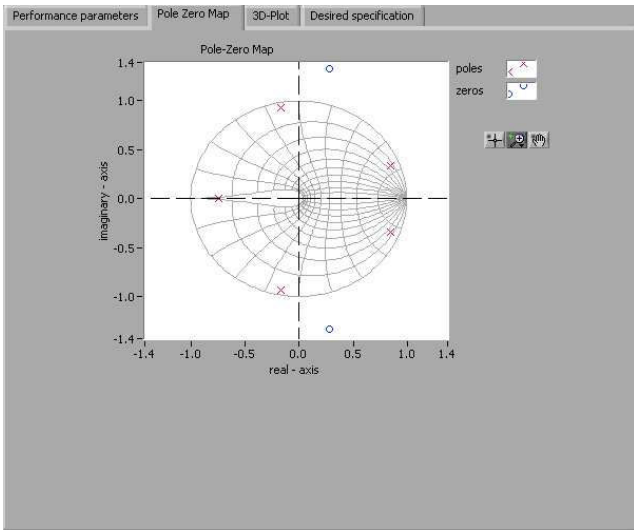 Performance parameters Pole Zero Map 3D-Plot Desired specification
Pole-Zero Map
poles
zeros
1.4
1.0
0.5
0.0
-0.5
-1.0
-1.4
imaginary - axis
-1.4 -1.0 -0.5 0.0 0.5 1.0 1.4
real - axis